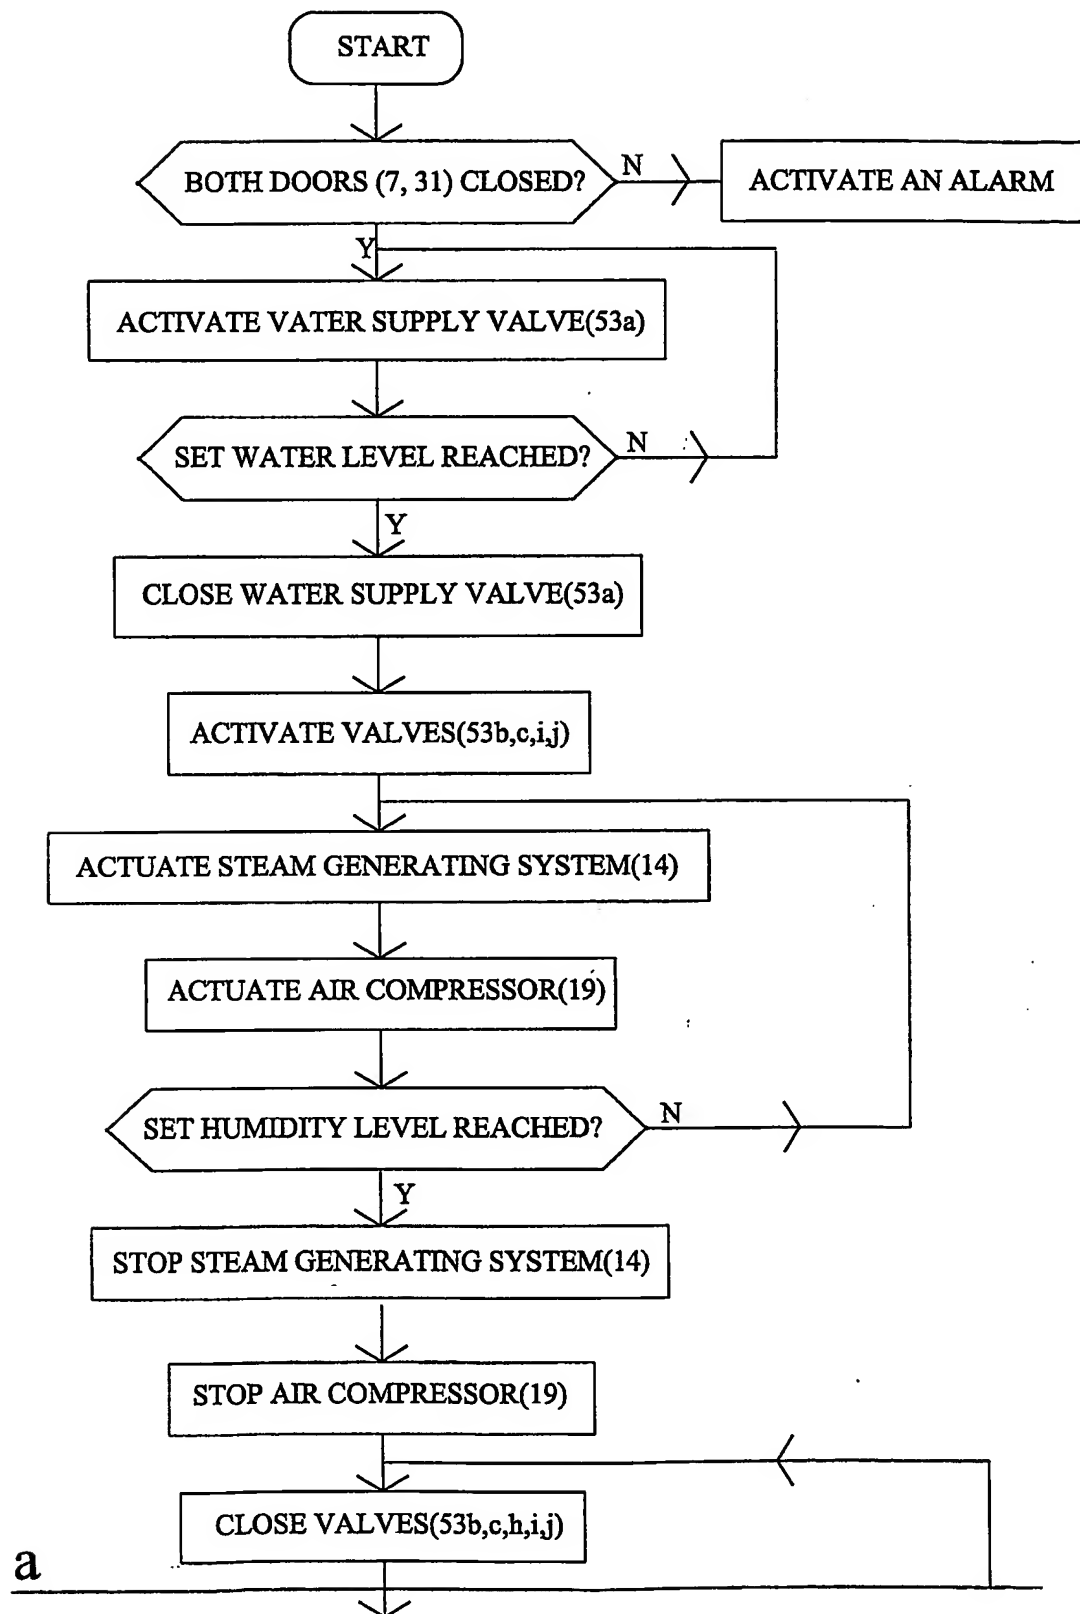 START
BOTH DOORS (7, 31) CLOSED?
N
ACTIVATE AN ALARM
Y
ACTIVATE VATER SUPPLY VALVE(53a)
SET WATER LEVEL REACHED?
N
Y
CLOSE WATER SUPPLY VALVE(53a)
ACTIVATE VALVES(53b,c,i,j)
ACTUATE STEAM GENERATING SYSTEM(14)
ACTUATE AIR COMPRESSOR(19)
SET HUMIDITY LEVEL REACHED?
N
Y
STOP STEAM GENERATING SYSTEM(14)
STOP AIR COMPRESSOR(19)
CLOSE VALVES(53b,c,h,i,j)
a